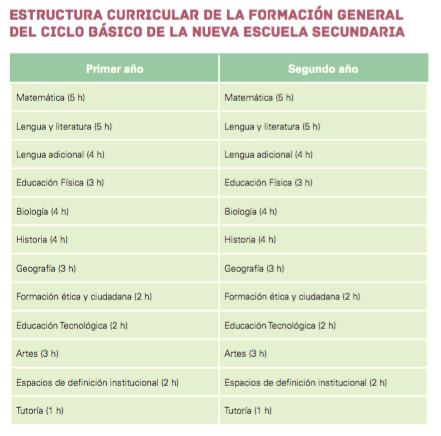 ESTRUCTURA CURRICULAR DE LA FORMACIÓN GENERAL
DEL CICLO BÁSICO DE LA NUEVA ESCUELA SECUNDARIA
Primer año Segundo año
Matemática (5 h) Matemática (5 h)
Lengua y literatura (5 h) Lengua y literatura (5 h)
Lengua adicional (4 h) Lengua adicional (4 h)
Educación Física (3 h) Educación Física (3 h)
Biología (4 h) Biología (4 h)
Historia (4 h) Historia (4 h)
Geografía (3 h) Geografía (3 h)
Formación ética y ciudadana (2 h) Formación ética y ciudadana (2 h)
Educación Tecnológica (2 h) Educación Tecnológica (2 h)
Artes (3 h) Artes (3 h)
Espacios de definición institucional (2 h) Espacios de definición institucional (2 h)
Tutoría (1 h) Tutoría (1 h)